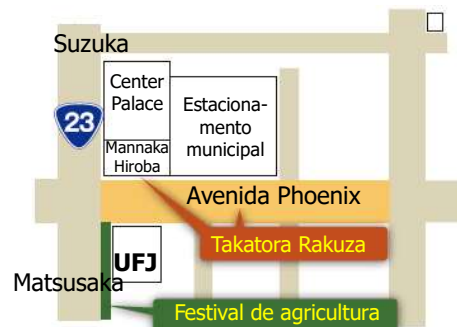 Suzuka
Center
Palace
Estaciona-
mento
municipal
23
Mannaka
Hiroba
Avenida Phoenix
Takatora Rakuza
UFJ
Matsusaka
Festival de agricultura